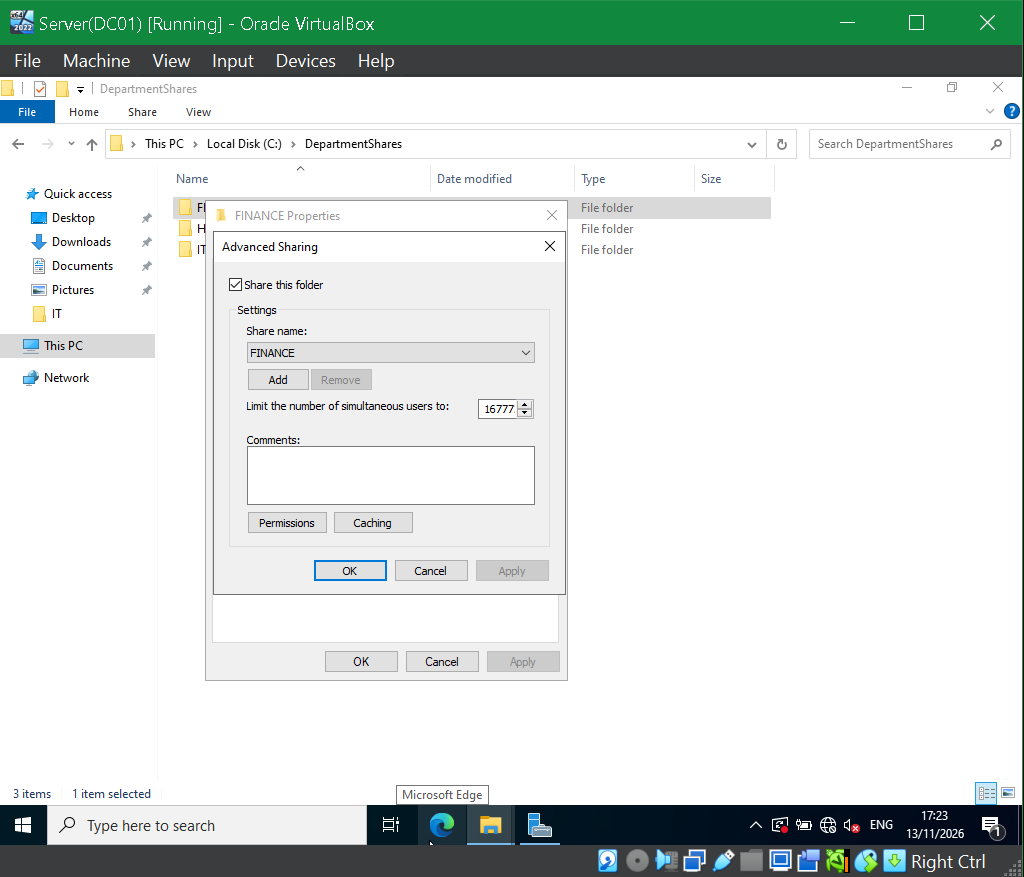 Server(DC01) [Running] - Oracle VirtualBox
File Machine View Input Devices Help
DepartmentShares
File Home Share View
This PC Local Disk (C:) DepartmentShares
Search DepartmentShares
Name Date modified Type Size
Quick access
Desktop
Downloads
Documents
Pictures
IT
This PC
Network
File folder
File folder
IT File folder
FINANCE Properties
Advanced Sharing
Share this folder
Settings
Share name:
FINANCE
Add Remove
Limit the number of simultaneous users to: 16777
Comments:
Permissions Caching
OK Cancel Apply
OK Cancel Apply
3 items 1 item selected
Microsoft Edge
Type here to search
ENG
17:23
13/11/2026
1
Right Ctrl